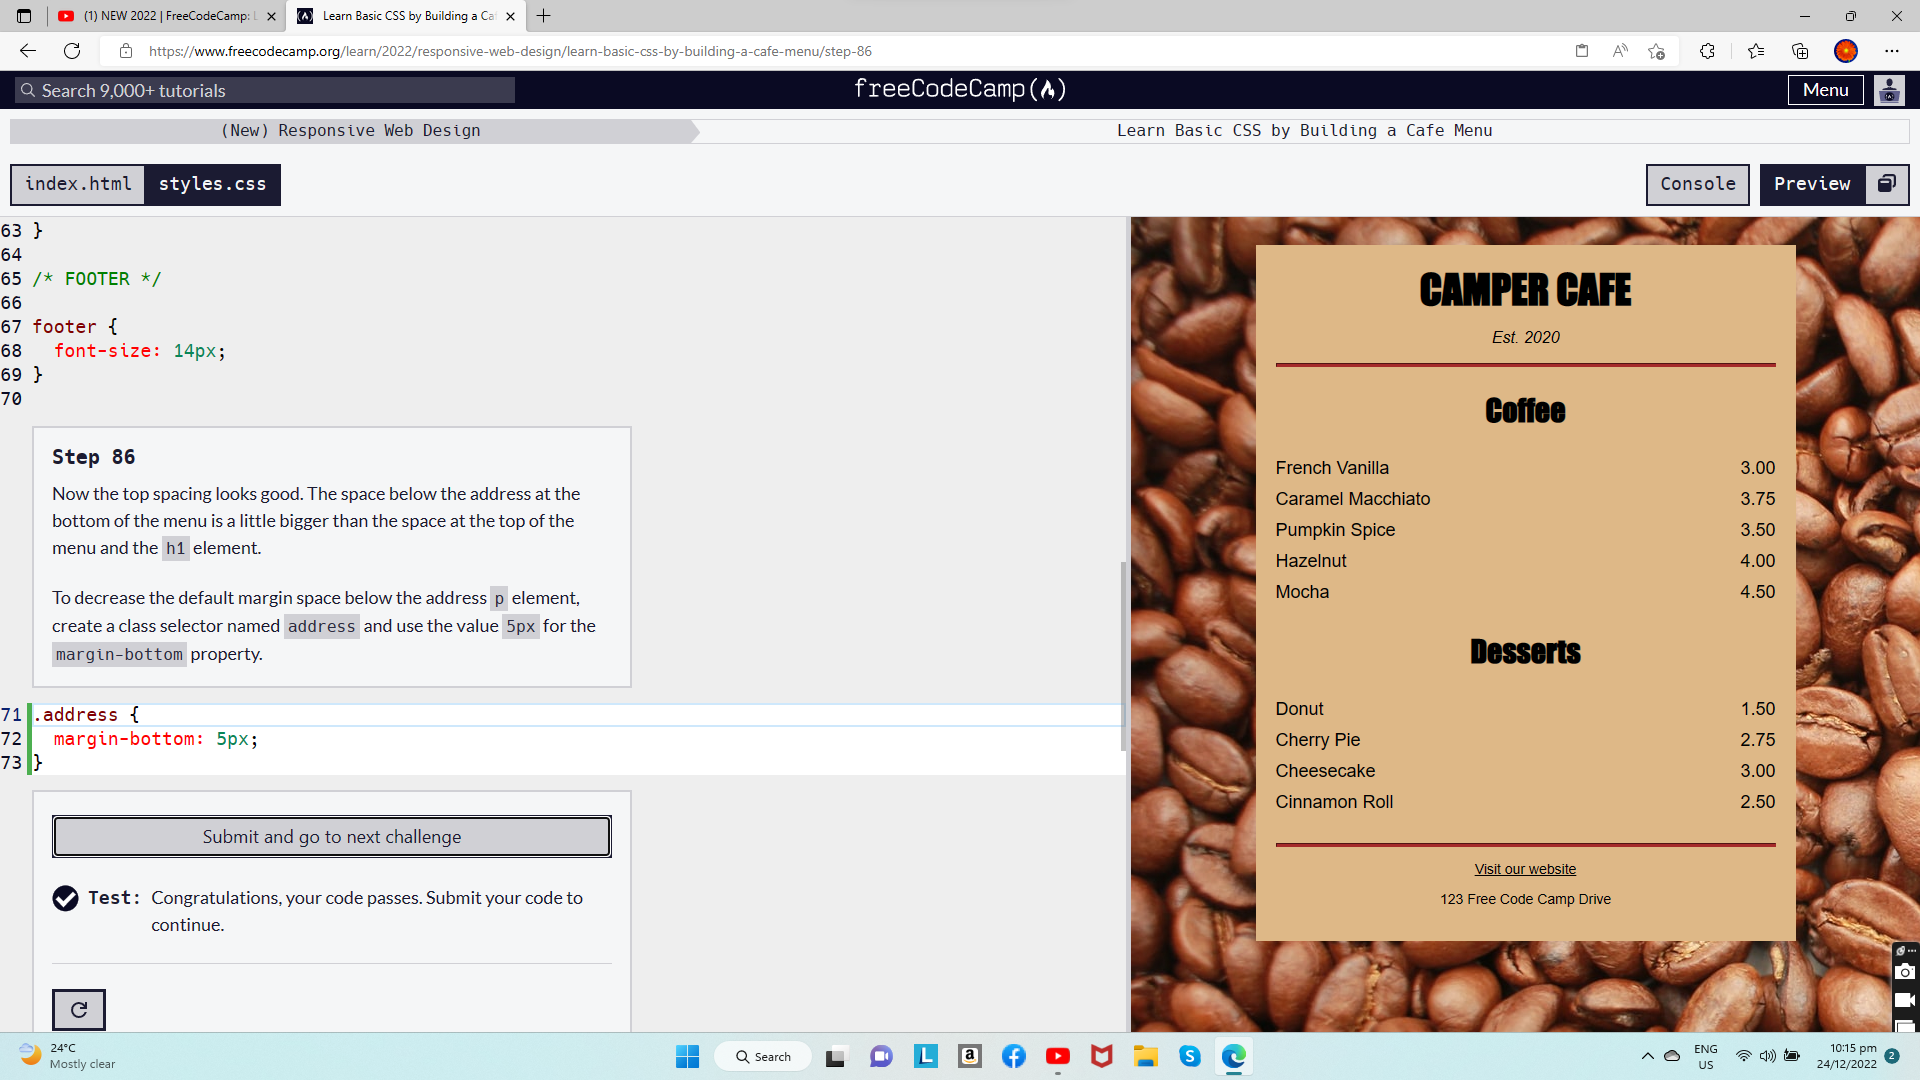 (1) NEW 2022 | FreeCodeCamp:
Learn Basic CSS by Building a Caf
https://www.freecodecamp.org/learn/2022/responsive-web-design/learn-basic-css-by-building-a-cafe-menu/step-86
Search 9,000+ tutorials
freeCodeCamp
Menu
(New) Responsive Web Design
Learn Basic CSS by Building a Cafe Menu
index.html
styles.css
Console
Preview
63 }
64
65 /* FOOTER */
66
67 footer {
68 font-size: 14px;
69 }
70
Step 86
Now the top spacing looks good. The space below the address at the
bottom of the menu is a little bigger than the space at the top of the
menu and the h1 element.
To decrease the default margin space below the address p element,
create a class selector named address and use the value 5px for the
margin-bottom property.
71 .address {
72 margin-bottom: 5px;
73 }
Submit and go to next challenge
Test: Congratulations, your code passes. Submit your code to
continue.
CAMPER CAFE
Est. 2020
Coffee
French Vanilla 3.00
Caramel Macchiato 3.75
Pumpkin Spice 3.50
Hazelnut 4.00
Mocha 4.50
Desserts
Donut 1.50
Cherry Pie 2.75
Cheesecake 3.00
Cinnamon Roll 2.50
Visit our website
123 Free Code Camp Drive
24°C
Mostly clear
Search
L
a
S
ENG
US
10:15 pm
24/12/2022
2